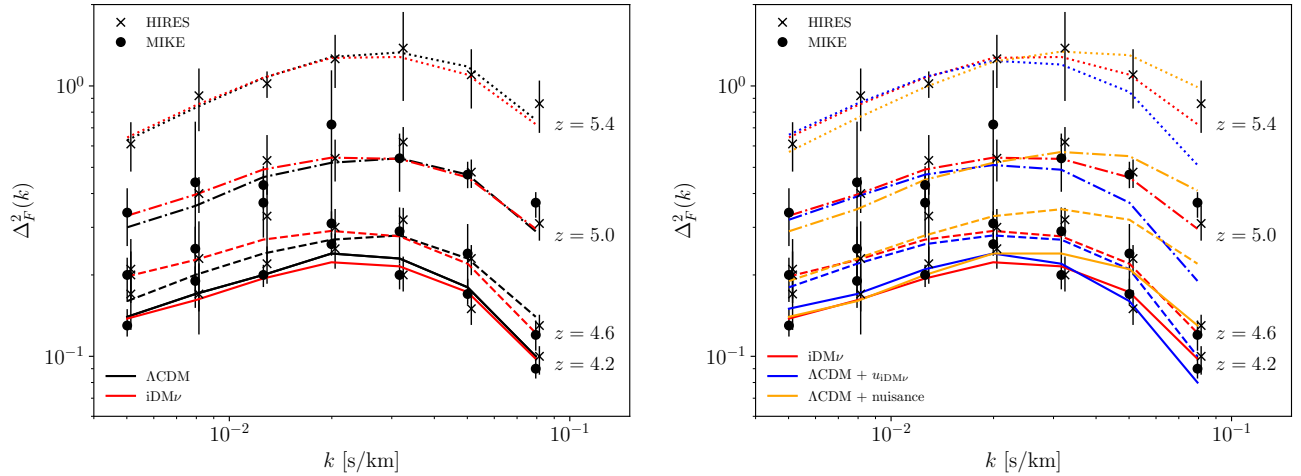 HIRES
MIKE
10⁰
10⁻¹
Δ²_F(k)
z = 5.4
z = 5.0
z = 4.6
z = 4.2
ΛCDM
iDMν
10⁻²
10⁻¹
k [s/km]
HIRES
MIKE
10⁰
10⁻¹
Δ²_F(k)
z = 5.4
z = 5.0
z = 4.6
z = 4.2
iDMν
ΛCDM + u_iDMν
ΛCDM + nuisance
10⁻²
10⁻¹
k [s/km]